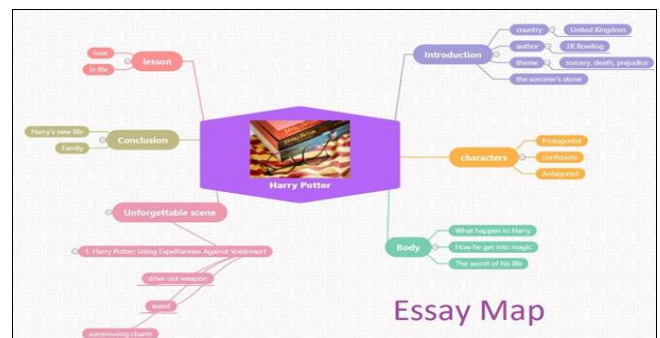 love
In life
lesson
Harry's new life
Family
Conclusion
Unforgettable scene
1. Harry Potter: Using Expelliarmus Against Voldemort
drive out weapon
wand
summoning charm
Harry Potter
Introduction
country
United Kingdom
author
J.K Rowling
theme
sorcery, death, prejudice
the sorcerer's stone
characters
Protagonist
confidants
Antagonist
Body
What happen to Harry
How he get into magic
The secret of his life
Essay Map